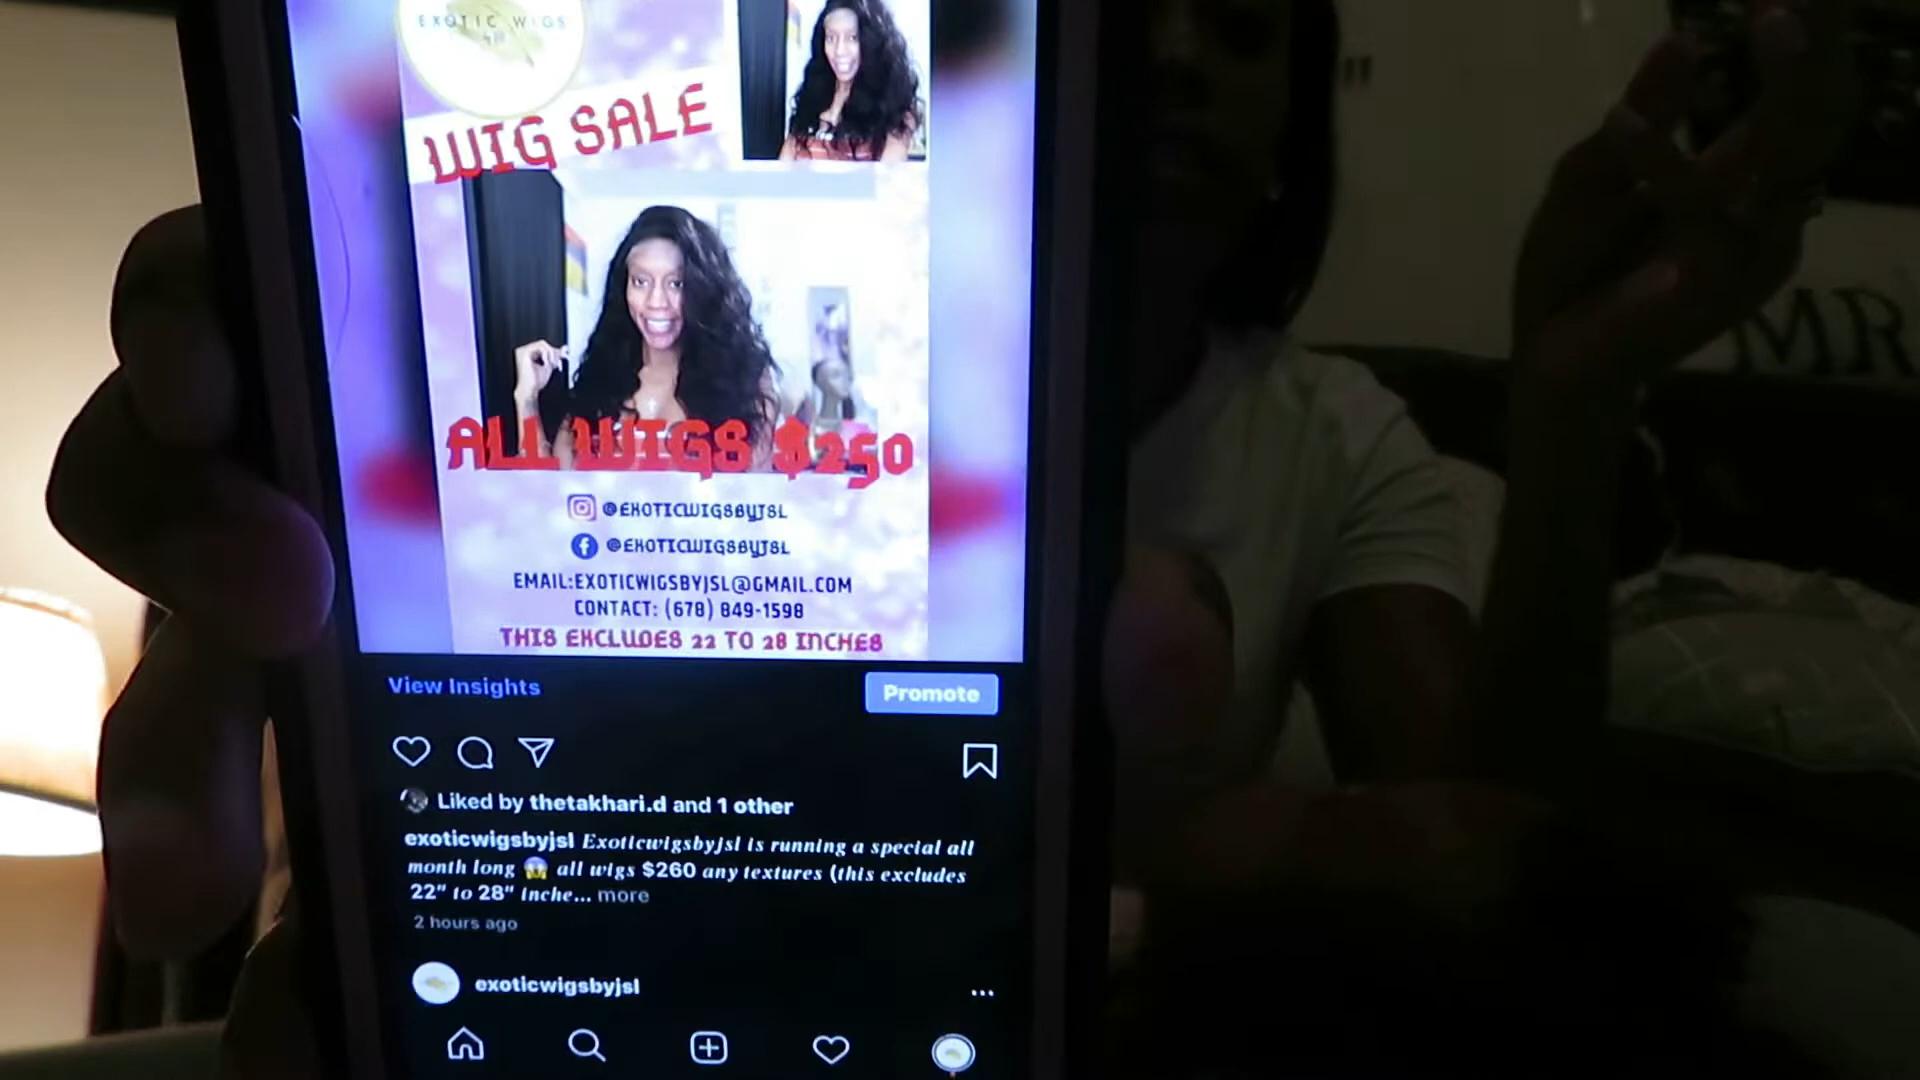 EXOTIC WIGS
WIG SALE
ALL WIGS $250
@EXOTICWIGSBYJSL
@EXOTICWIGSBYJSL
EMAIL:EXOTICWIGSBYJSL@GMAIL.COM
CONTACT: (678) 849-1598
THIS EXCLUDES 22 TO 28 INCHES
View Insights
Promote
Liked by thetakhari.d and 1 other
exoticwigsbyjsl Exoticwigsbyjsl is running a special all
month long 😱 all wigs $260 any textures (this excludes
22" to 28" inche... more
2 hours ago
exoticwigsbyjsl
...
MR